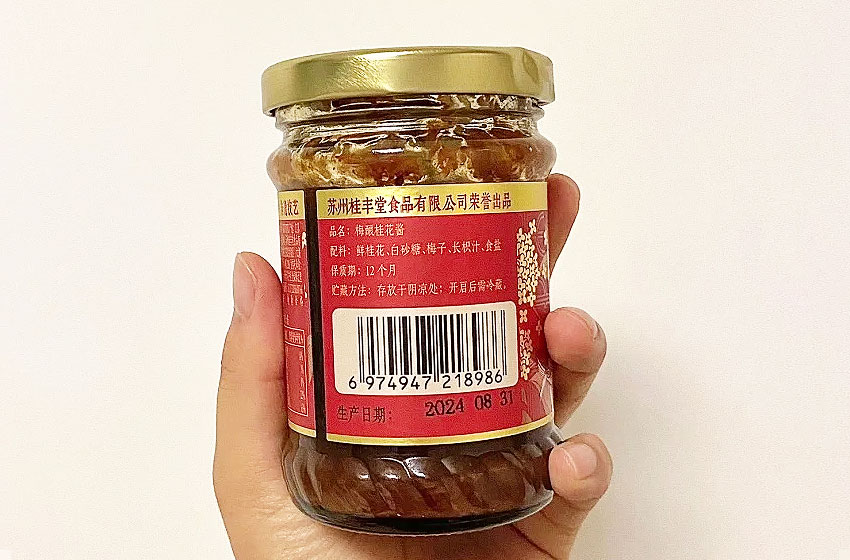 苏州桂丰堂食品有限公司荣誉出品
品名：梅酿桂花酱
配料：鲜桂花、白砂糖、梅子、长枳汁、食盐
保质期：12个月
贮藏方法：存放于阴凉处；开启后需冷藏。
6 974947 218986
生产日期：
2024 08 31